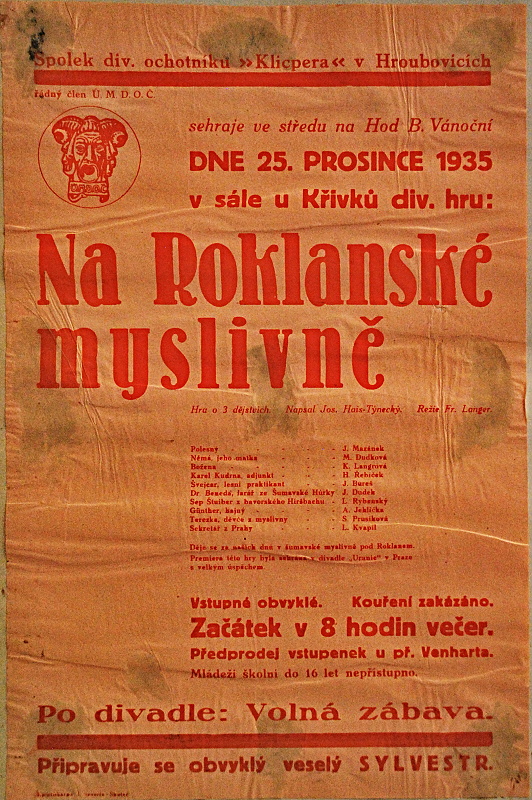 Spolek div. ochotníků »Klicpera« v Hroubovicích
řádný člen Ú. M. D. O. Č.
sehraje ve středu na Hod B. Vánoční
DNE 25. PROSINCE 1935
v sále u Křivků div. hru:
Na Roklanské
myslivně
Hra o 3 dějstvích. Napsal Jos. Hais-Týnecký. Režie Fr. Langer.
Polesný - - - - J. Mazánek
Němá, jeho matka - - - M. Dudková
Božena - - - - K. Langrová
Karel Kudrna, adjunkt - - - H. Řebíček
Švejcar, lesní praktikant - - J. Bureš
Dr Beneda, farář ze Šumavské Hůrky J. Dudek
Sep Štuiber z bavorského Hiršbachu - L. Rybenský
Günther, hajný - - - A. Jeklička
Terezka, děvče z myslivny - - S. Prusíková
Sekretář z Prahy - - - L. Kvapil
Děje se za našich dnů v šumavské myslivně pod Roklanem.
Premiera této hry byla sehrána v divadle „Uranie“ v Praze
s velkým úspěchem.
Vstupné obvyklé. Kouření zakázáno.
Začátek v 8 hodin večer.
Předprodej vstupenek u př. Venharta.
Mládeži školní do 16 let nepřístupno.
Po divadle: Volná zábava.
Připravuje se obvyklý veselý SYLVESTR.